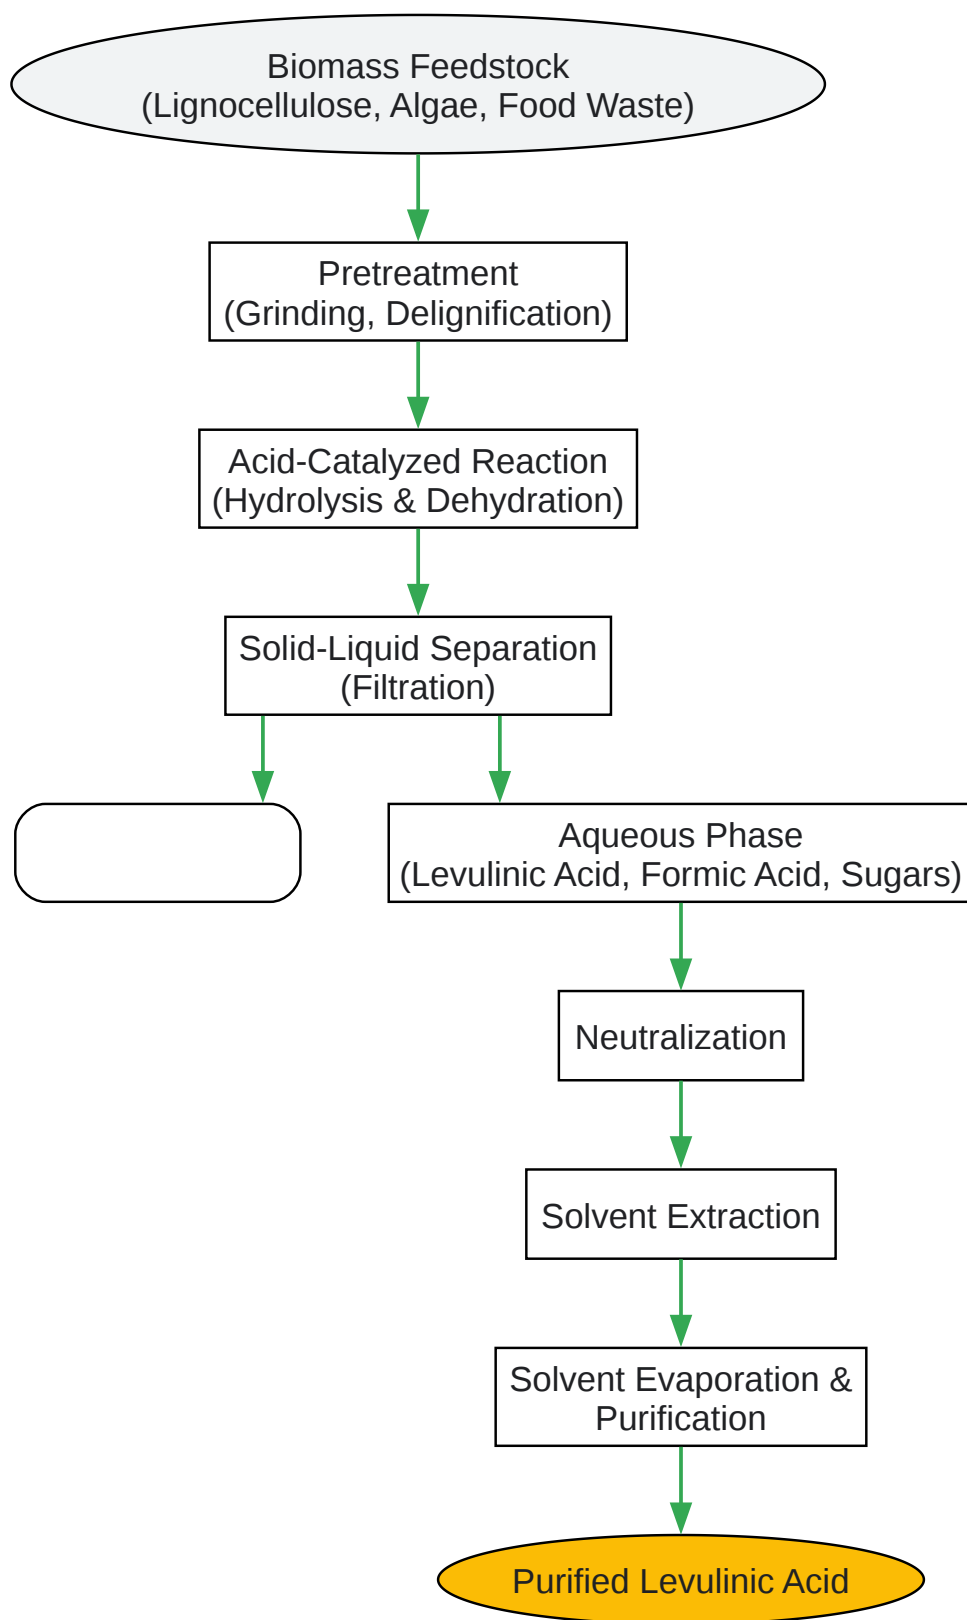 Biomass Feedstock
(Lignocellulose, Algae, Food Waste)
Pretreatment
(Grinding, Delignification)
Acid-Catalyzed Reaction
(Hydrolysis & Dehydration)
Solid-Liquid Separation
(Filtration)
Aqueous Phase
(Levulinic Acid, Formic Acid, Sugars)
Neutralization
Solvent Extraction
Solvent Evaporation &
Purification
Purified Levulinic Acid